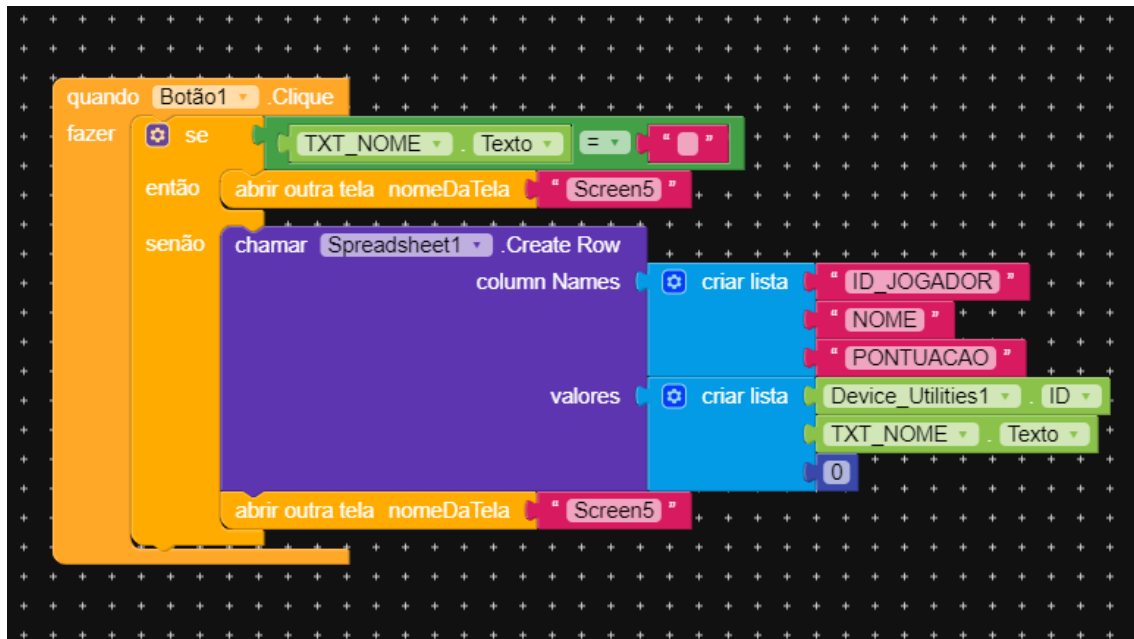 quando Botão1 .Clique
fazer se TXT_NOME . Texto = “ ”
então abrir outra tela nomeDaTela “ Screen5 ”
senão chamar Spreadsheet1 .Create Row
column Names criar lista “ ID_JOGADOR ”
“ NOME ”
“ PONTUACAO ”
valores criar lista Device_Utilities1 . ID
TXT_NOME . Texto
0
abrir outra tela nomeDaTela “ Screen5 ”